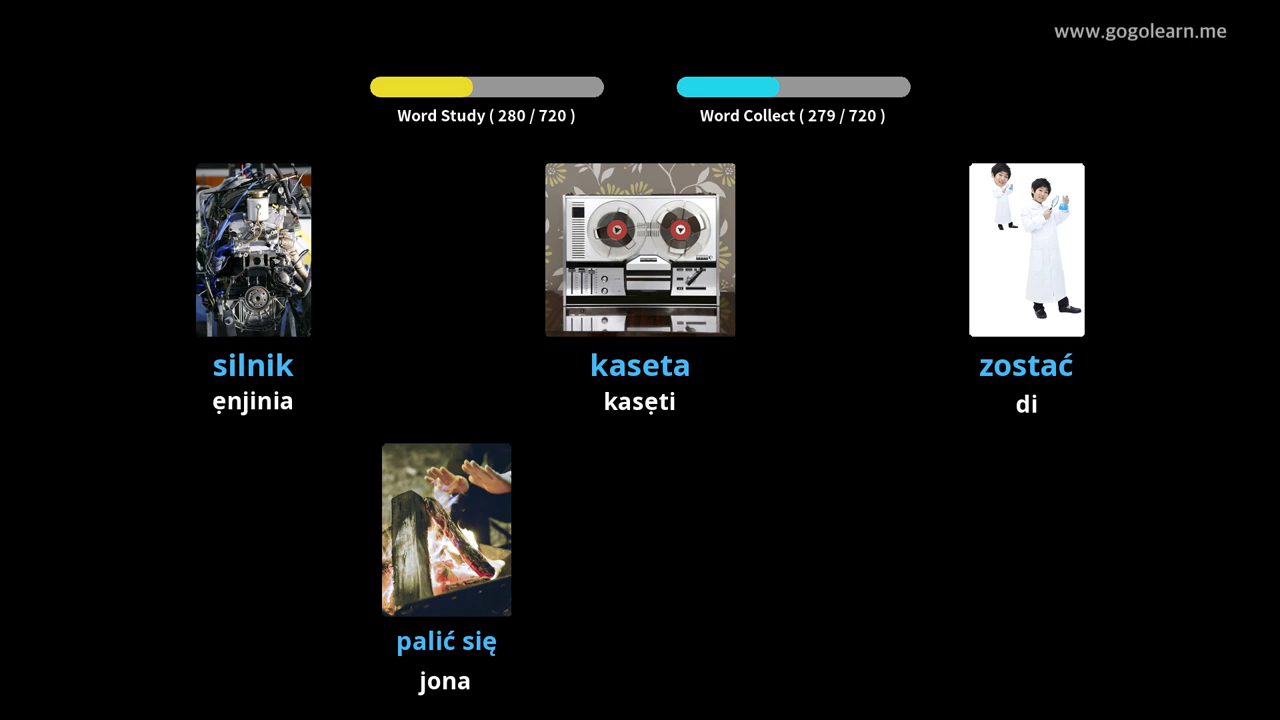 www.gogolearn.me
Word Study ( 280 / 720 )
Word Collect ( 279 / 720 )
silnik
ẹnjinia
kaseta
kasẹti
zostać
di
palić się
jona